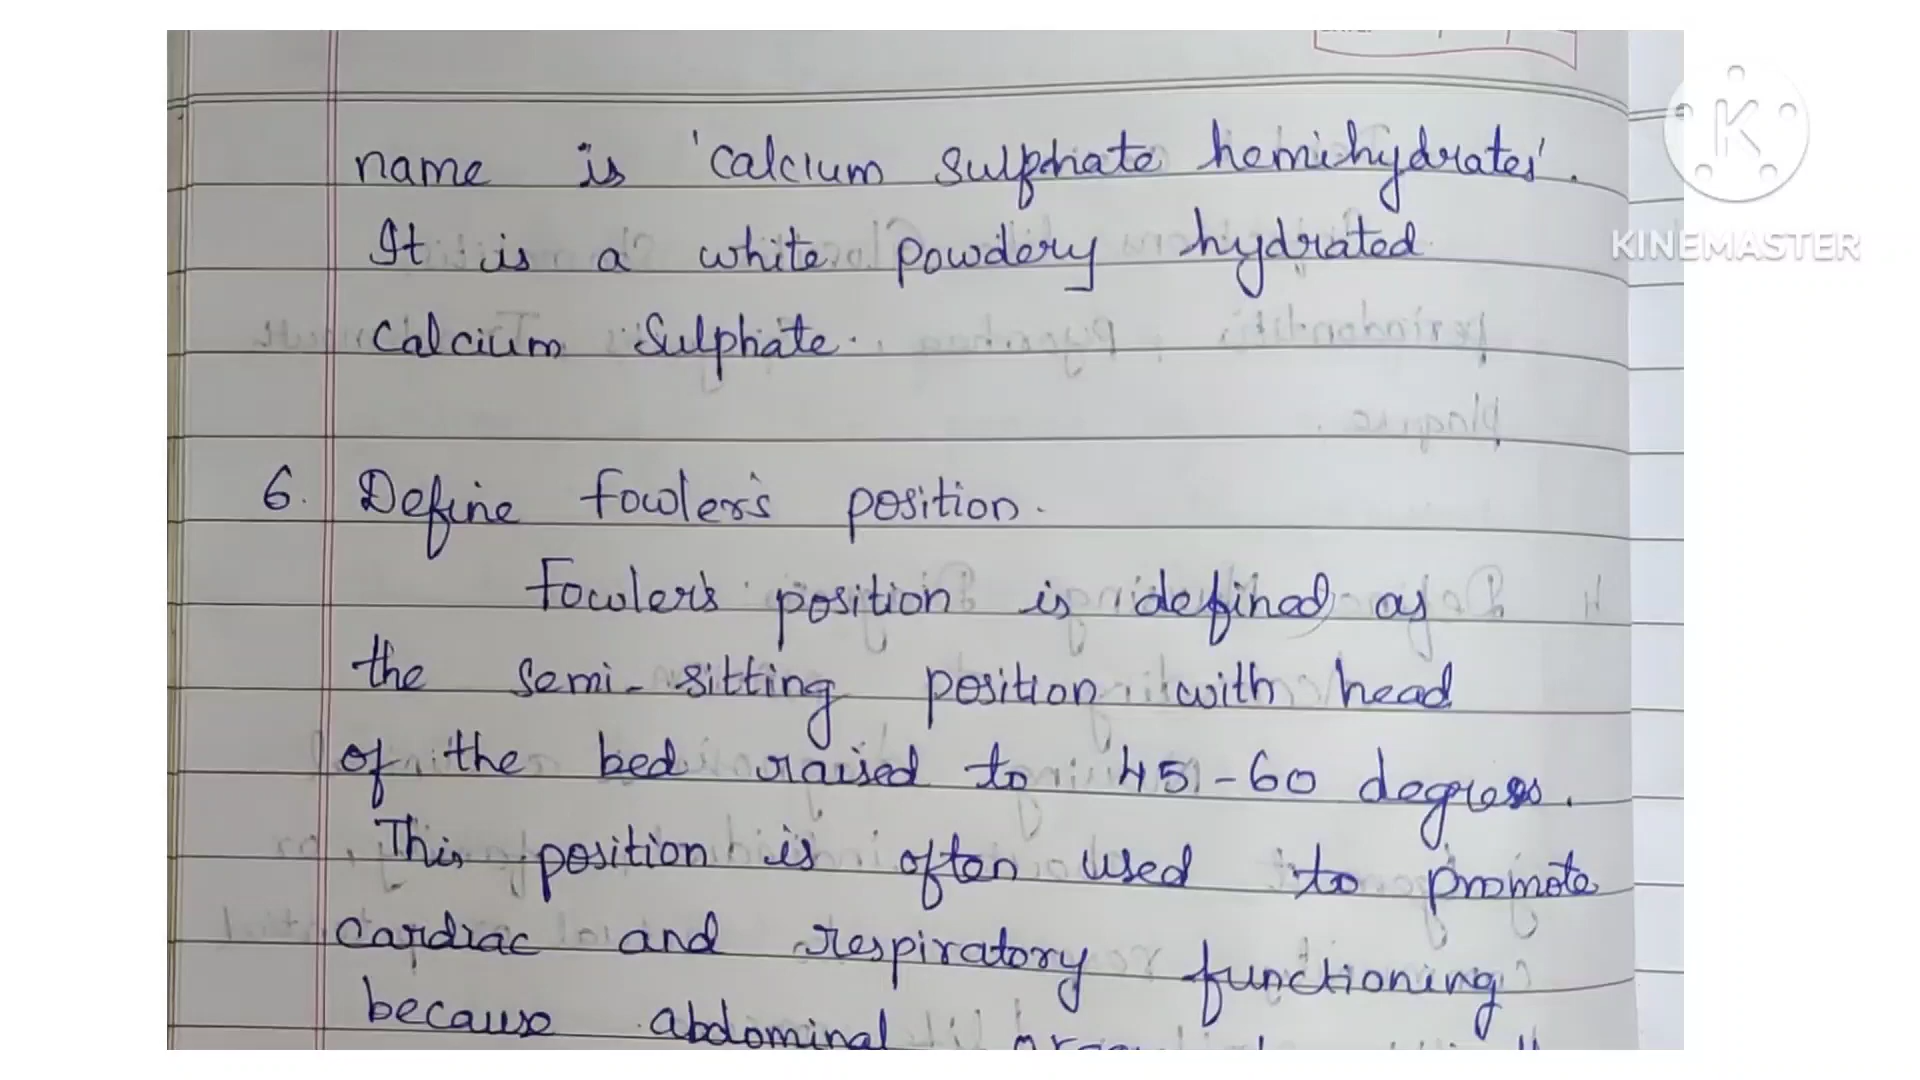 name is 'calcium sulphate hemihydrates'.
It is a white powdery hydrated
calcium Sulphate.
6. Define fowler's position.
Fowler's position is defined as
the semi-sitting position with head
of the bed raised to 45-60 degrees.
This position is often used to promote
cardiac and respiratory functioning
because abdominal
KINEMASTER